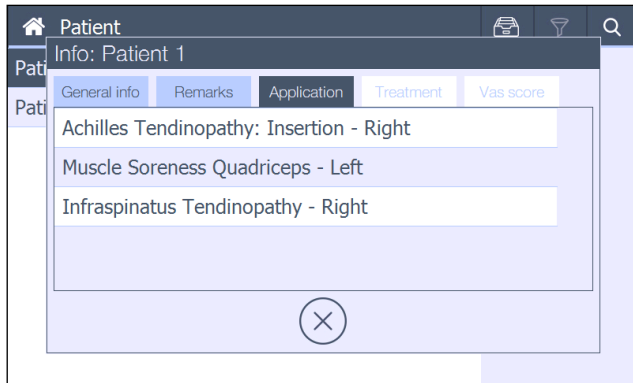 Patient
Info: Patient 1
Pati
General info Remarks Application Treatment Vas score
Pati
Achilles Tendinopathy: Insertion - Right
Muscle Soreness Quadriceps - Left
Infraspinatus Tendinopathy - Right